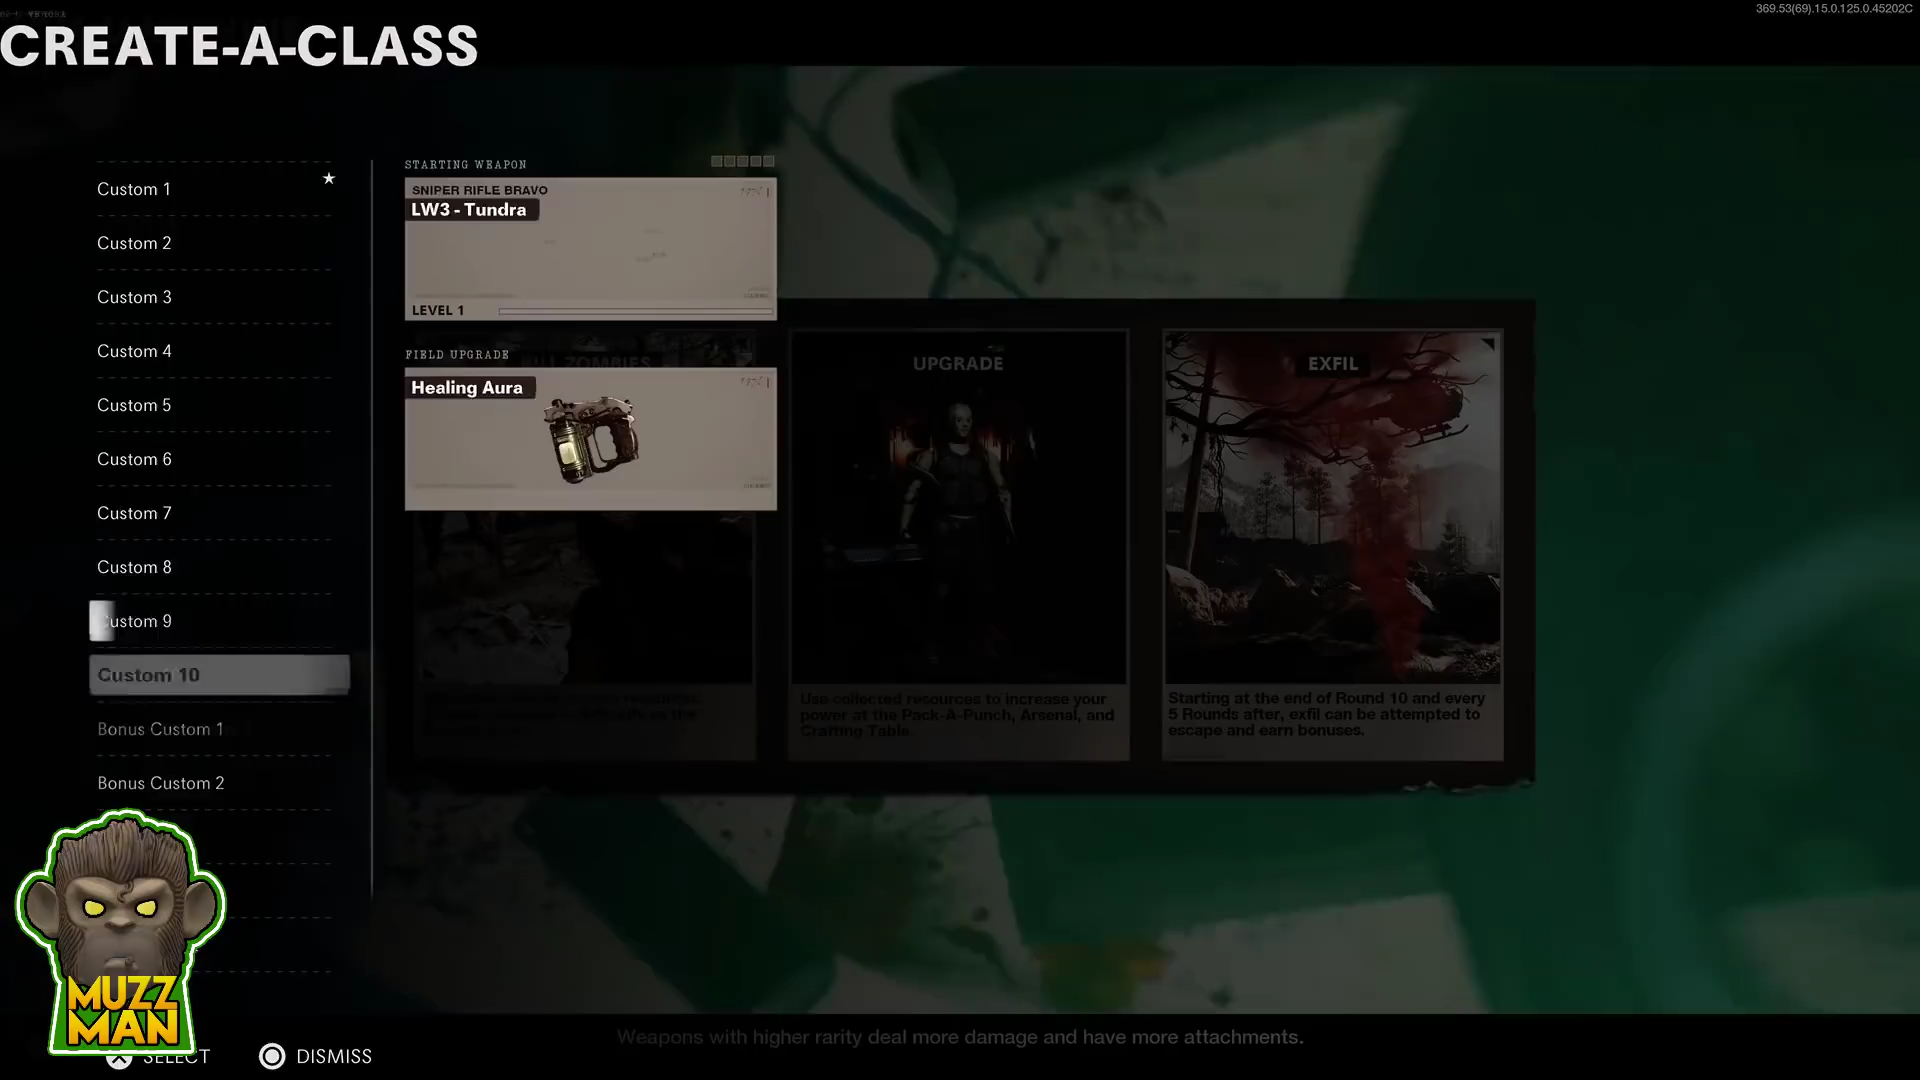 369.53(69).15.0.125.0.45202C
CREATE-A-CLASS
Custom 1
Custom 2
Custom 3
Custom 4
Custom 5
Custom 6
Custom 7
Custom 8
Custom 9
Custom 10
Bonus Custom 1
Bonus Custom 2
STARTING WEAPON
SNIPER RIFLE BRAVO
LW3 - Tundra
LEVEL 1
FIELD UPGRADE
KILL ZOMBIES
Healing Aura
UPGRADE
Use collected resources to increase your
power at the Pack-A-Punch, Arsenal, and
Crafting Table.
EXFIL
Starting at the end of Round 10 and every
5 Rounds after, exfil can be attempted to
escape and earn bonuses.
Weapons with higher rarity deal more damage and have more attachments.
MUZZ
MAN
SELECT
DISMISS